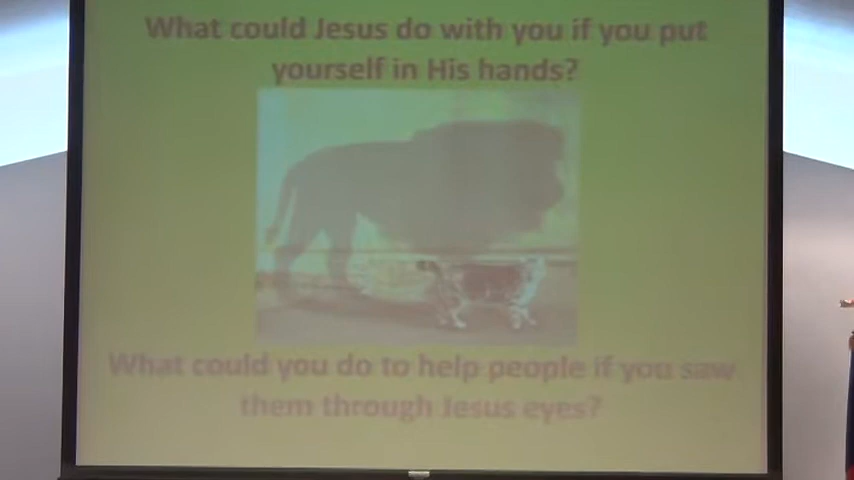 What could Jesus do with you if you put
yourself in His hands?
What could you do to help people if you saw
them through Jesus eyes?